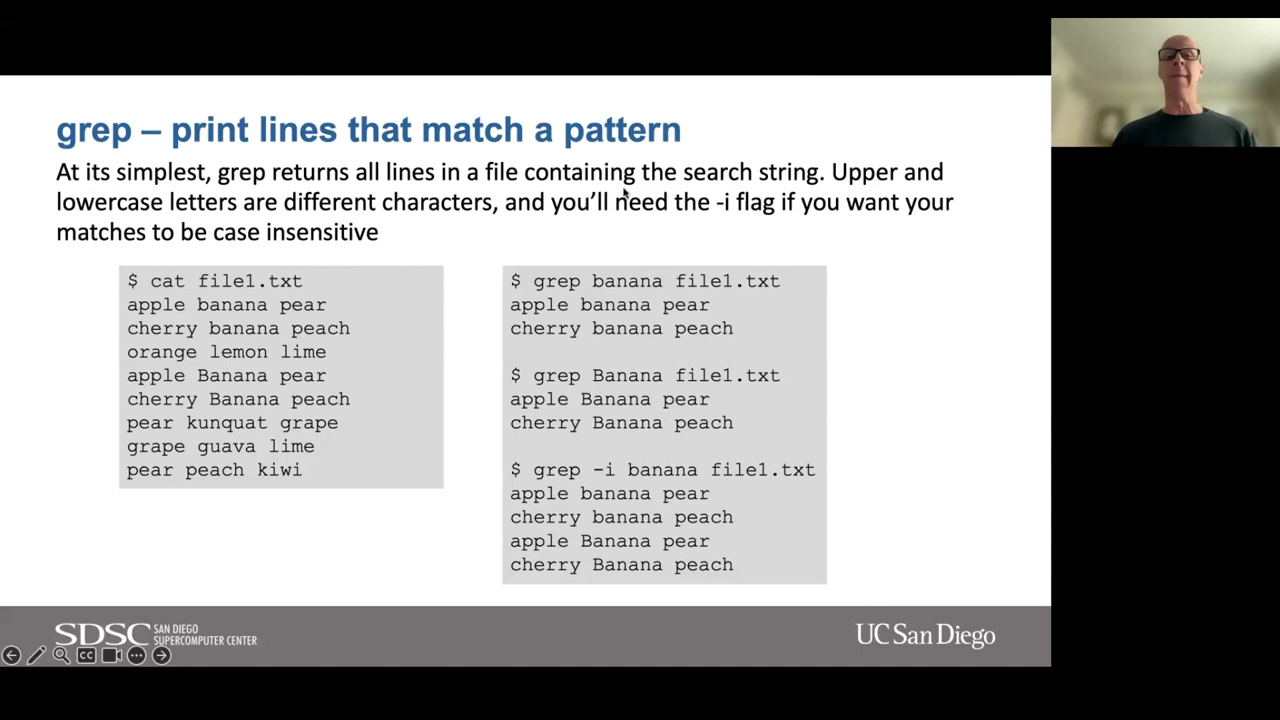 grep – print lines that match a pattern
At its simplest, grep returns all lines in a file containing the search string. Upper and
lowercase letters are different characters, and you’ll need the -i flag if you want your
matches to be case insensitive
$ cat file1.txt
apple banana pear
cherry banana peach
orange lemon lime
apple Banana pear
cherry Banana peach
pear kunquat grape
grape guava lime
pear peach kiwi
$ grep banana file1.txt
apple banana pear
cherry banana peach
$ grep Banana file1.txt
apple Banana pear
cherry Banana peach
$ grep -i banana file1.txt
apple banana pear
cherry banana peach
apple Banana pear
cherry Banana peach
SDSC SAN DIEGO
SUPERCOMPUTER CENTER
UC San Diego
CC